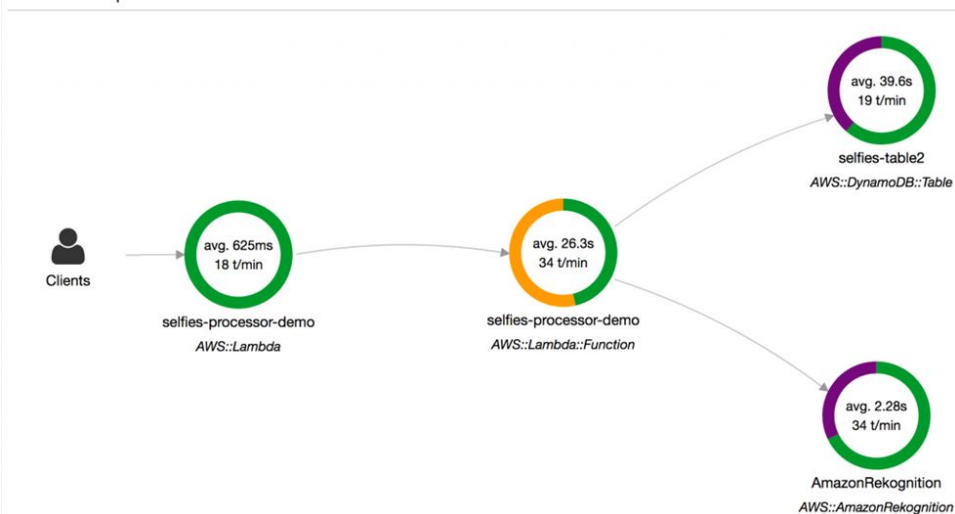 Clients
avg. 625ms
18 t/min
selfies-processor-demo
AWS::Lambda
avg. 26.3s
34 t/min
selfies-processor-demo
AWS::Lambda::Function
avg. 39.6s
19 t/min
selfies-table2
AWS::DynamoDB::Table
avg. 2.28s
34 t/min
AmazonRekognition
AWS::AmazonRekognition